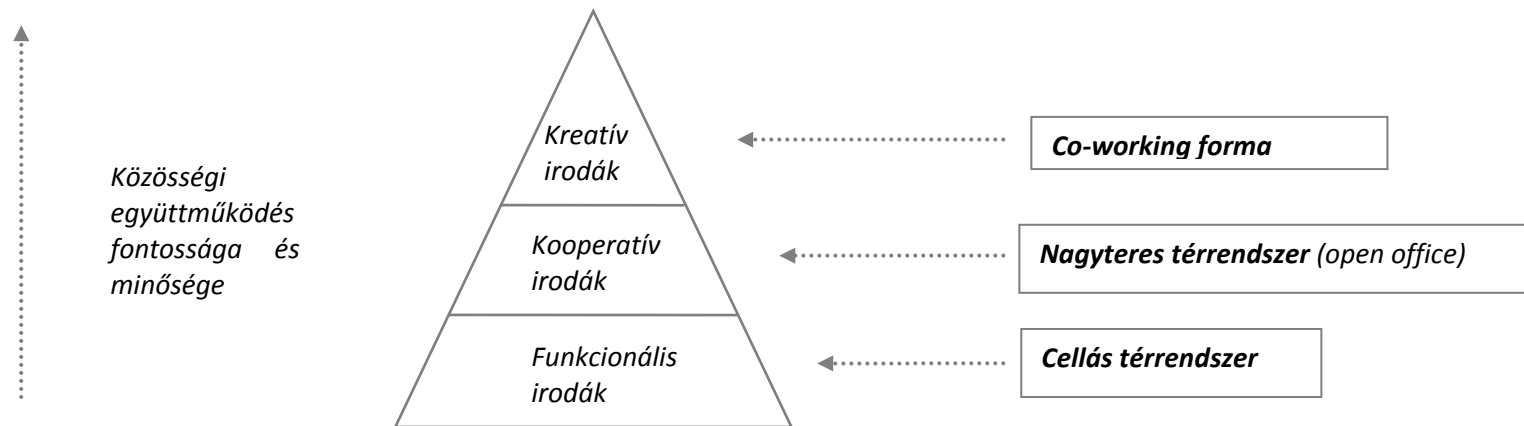 Közösségi
együttműködés
fontossága és
minősége
Kreatív
irodák
Co-working forma
Kooperatív
irodák
Nagyteres térrendszer (open office)
Funkcionális
irodák
Cellás térrendszer